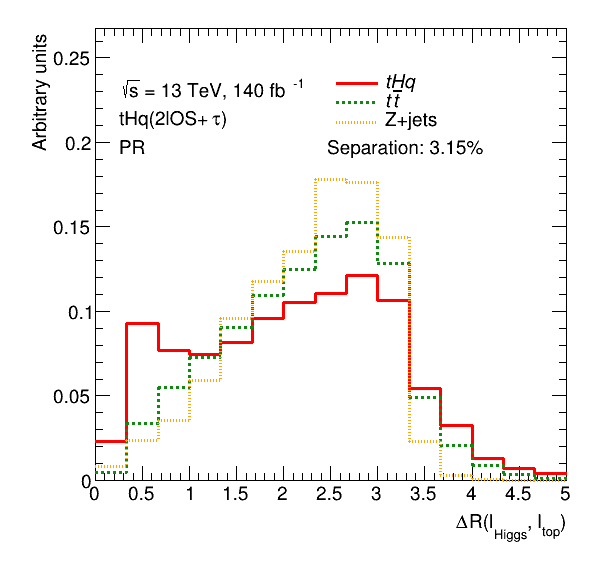 Arbitrary units
0.25
0.2
0.15
0.1
0.05
0
√s = 13 TeV, 140 fb⁻¹
tHq(2lOS+ τ)
PR
tHq
tt̅
Z+jets
Separation: 3.15%
0 0.5 1 1.5 2 2.5 3 3.5 4 4.5 5
ΔR(l_Higgs, l_top)